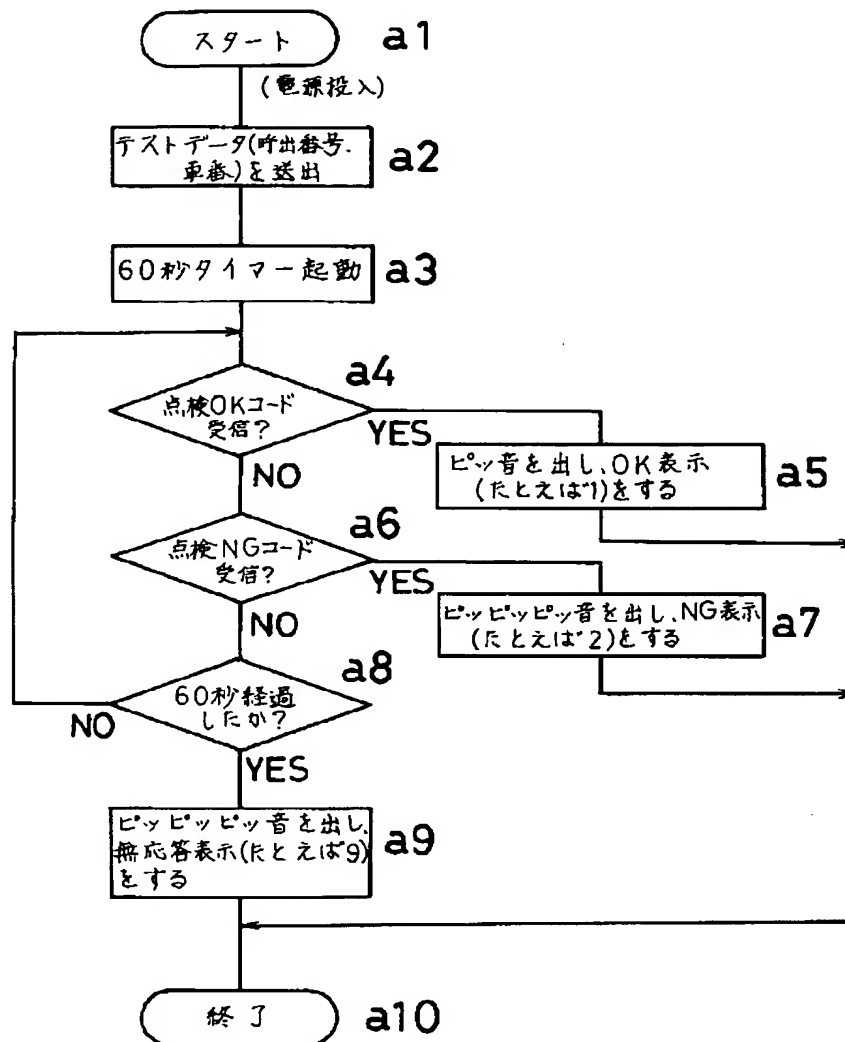 スタート
a1
(電源投入)
テストデータ(呼出番号、
車番)を送出
a2
60秒タイマー起動
a3
a4
点検OKコード
受信?
YES
NO
ピッ音を出し、OK表示
(たとえば1)をする
a5
a6
点検NGコード
受信?
YES
NO
ピッピッピッ音を出し、NG表示
(たとえば2)をする
a7
a8
60秒経過
したか?
NO
YES
ピッピッピッ音を出し、
無応答表示(たとえば9)
をする
a9
終了
a10